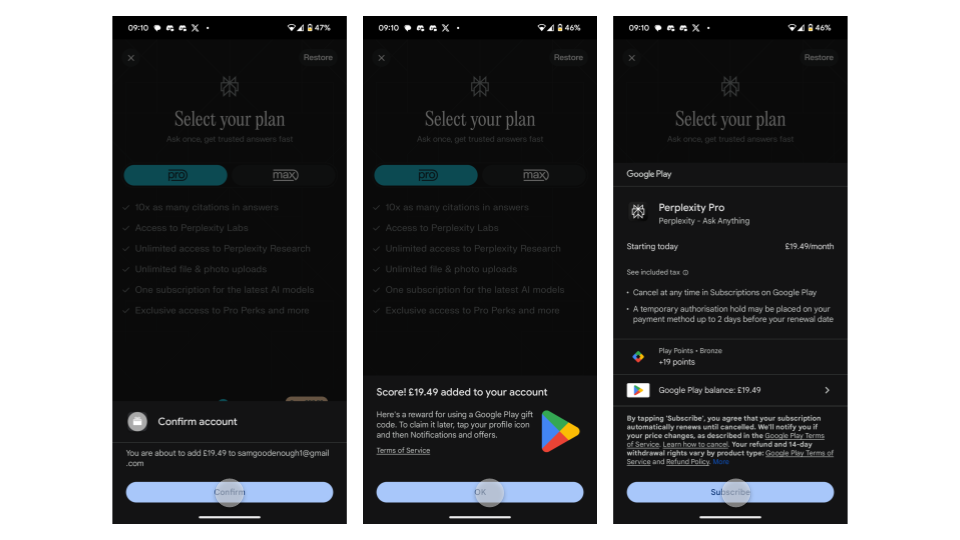 09:10
47%
Restore
Select your plan
Ask once, get trusted answers fast
pro
max
10x as many citations in answers
Access to Perplexity Labs
Unlimited access to Perplexity Research
Unlimited file & photo uploads
One subscription for the latest AI models
Exclusive access to Pro Perks and more
Confirm account
You are about to add £19.49 to samgoodenough1@gmail
.com
Confirm
09:10
46%
Restore
Select your plan
Ask once, get trusted answers fast
pro
max
10x as many citations in answers
Access to Perplexity Labs
Unlimited access to Perplexity Research
Unlimited file & photo uploads
One subscription for the latest AI models
Exclusive access to Pro Perks and more
Score! £19.49 added to your account
Here's a reward for using a Google Play gift
code. To claim it later, tap your profile icon
and then Notifications and offers.
Terms of Service
OK
09:10
46%
Restore
Select your plan
Ask once, get trusted answers fast
Google Play
Perplexity Pro
Perplexity - Ask Anything
Starting today £19.49/month
See included tax
• Cancel at any time in Subscriptions on Google Play
• A temporary authorisation hold may be placed on your
payment method up to 2 days before your renewal date
Play Points • Bronze
+19 points
Google Play balance: £19.49
By tapping 'Subscribe', you agree that your subscription
automatically renews until cancelled. We'll notify you if
your price changes, as described in the Google Play Terms
of Service. Learn how to cancel. Your refund and 14-day
withdrawal rights vary by product type: Google Play Terms of
Service and Refund Policy. More
Subscribe